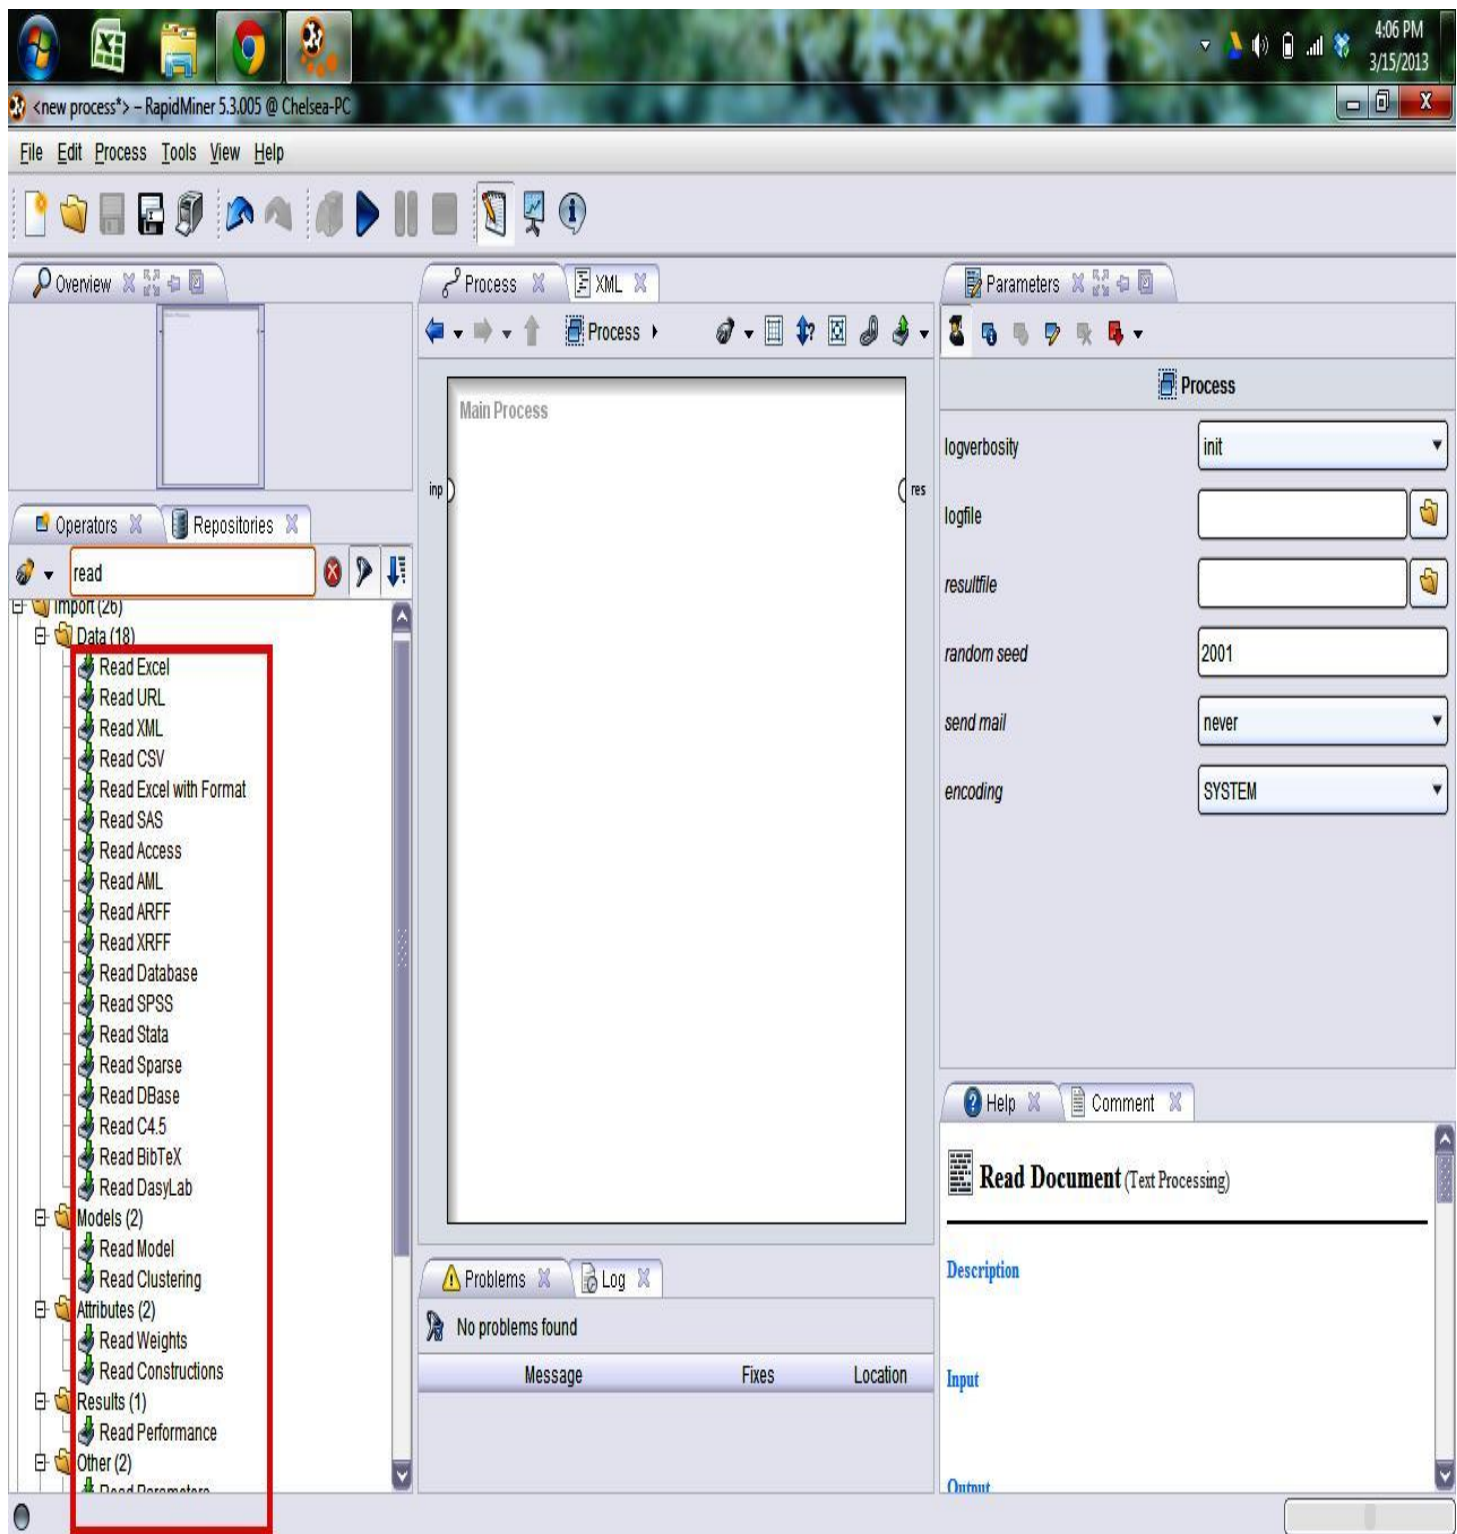 4:06 PM
3/15/2013
<new process*> – RapidMiner 5.3.005 @ Chelsea-PC
File Edit Process Tools View Help
Overview
Process XML
Parameters
Process
Process
Main Process
inp
res
logverbosity init
logfile
resultfile
random seed 2001
send mail never
encoding SYSTEM
Operators Repositories
read
Import (26)
Data (18)
Read Excel
Read URL
Read XML
Read CSV
Read Excel with Format
Read SAS
Read Access
Read AML
Read ARFF
Read XRFF
Read Database
Read SPSS
Read Stata
Read Sparse
Read DBase
Read C4.5
Read BibTeX
Read DasyLab
Models (2)
Read Model
Read Clustering
Attributes (2)
Read Weights
Read Constructions
Results (1)
Read Performance
Other (2)
Read Parameters
Problems Log
No problems found
Message Fixes Location
Help Comment
Read Document (Text Processing)
Description
Input
Output